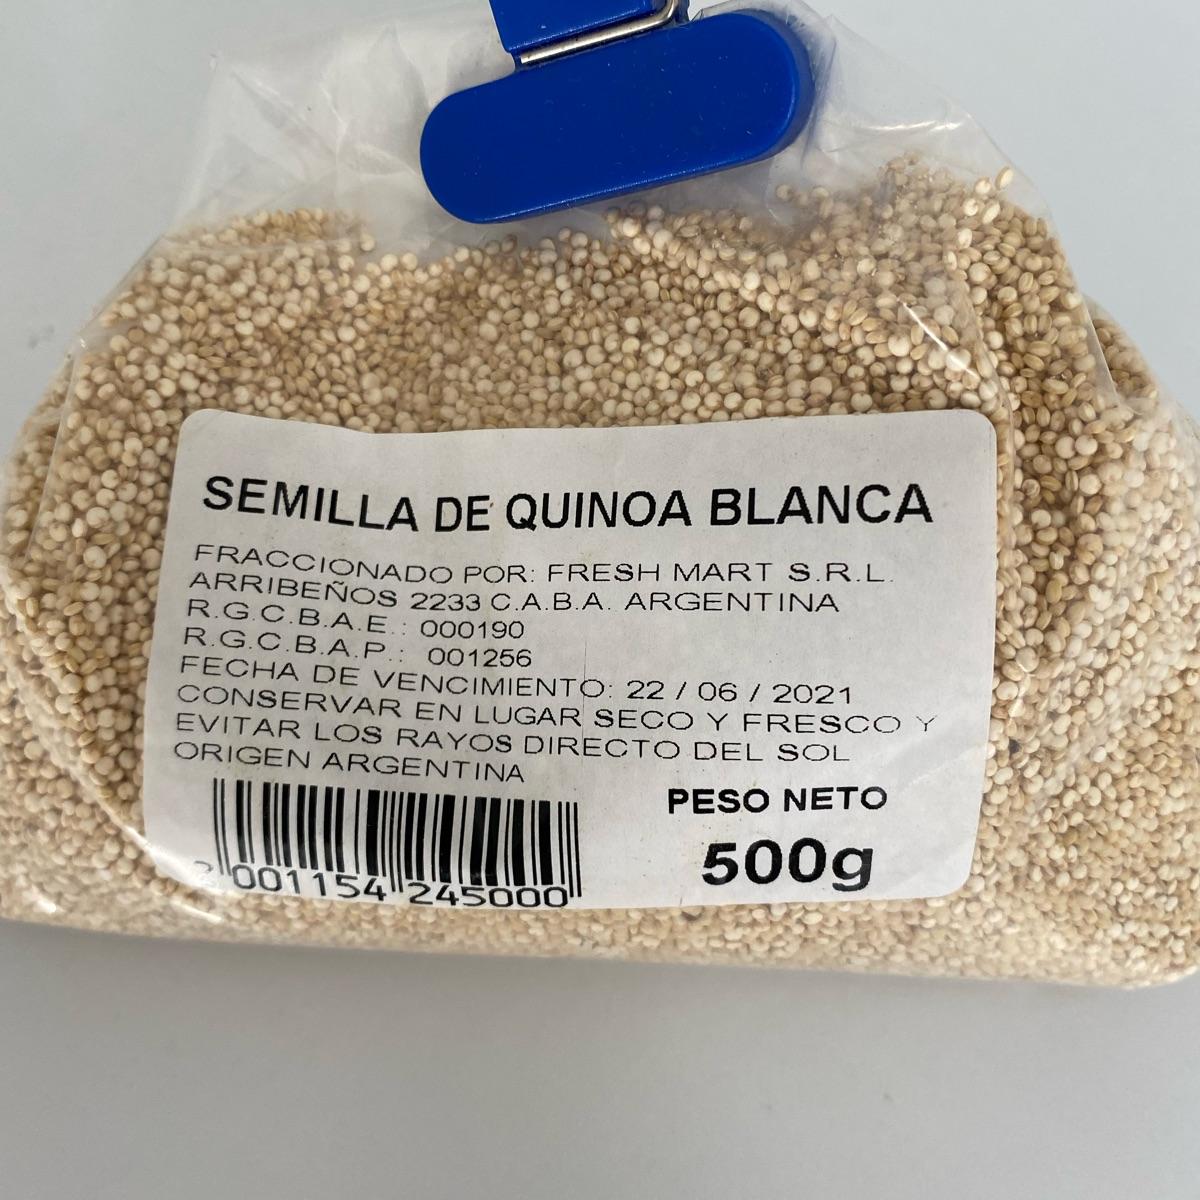 SEMILLA DE QUINOA BLANCA
FRACCIONADO POR: FRESH MART S.R.L.
ARRIBEÑOS 2233 C.A.B.A. ARGENTINA
R.G.C.B.A.E.: 000190
R.G.C.B.A.P.: 001256
FECHA DE VENCIMIENTO: 22 / 06 / 2021
CONSERVAR EN LUGAR SECO Y FRESCO Y
EVITAR LOS RAYOS DIRECTO DEL SOL
ORIGEN ARGENTINA
PESO NETO
500g
2 001154 245000